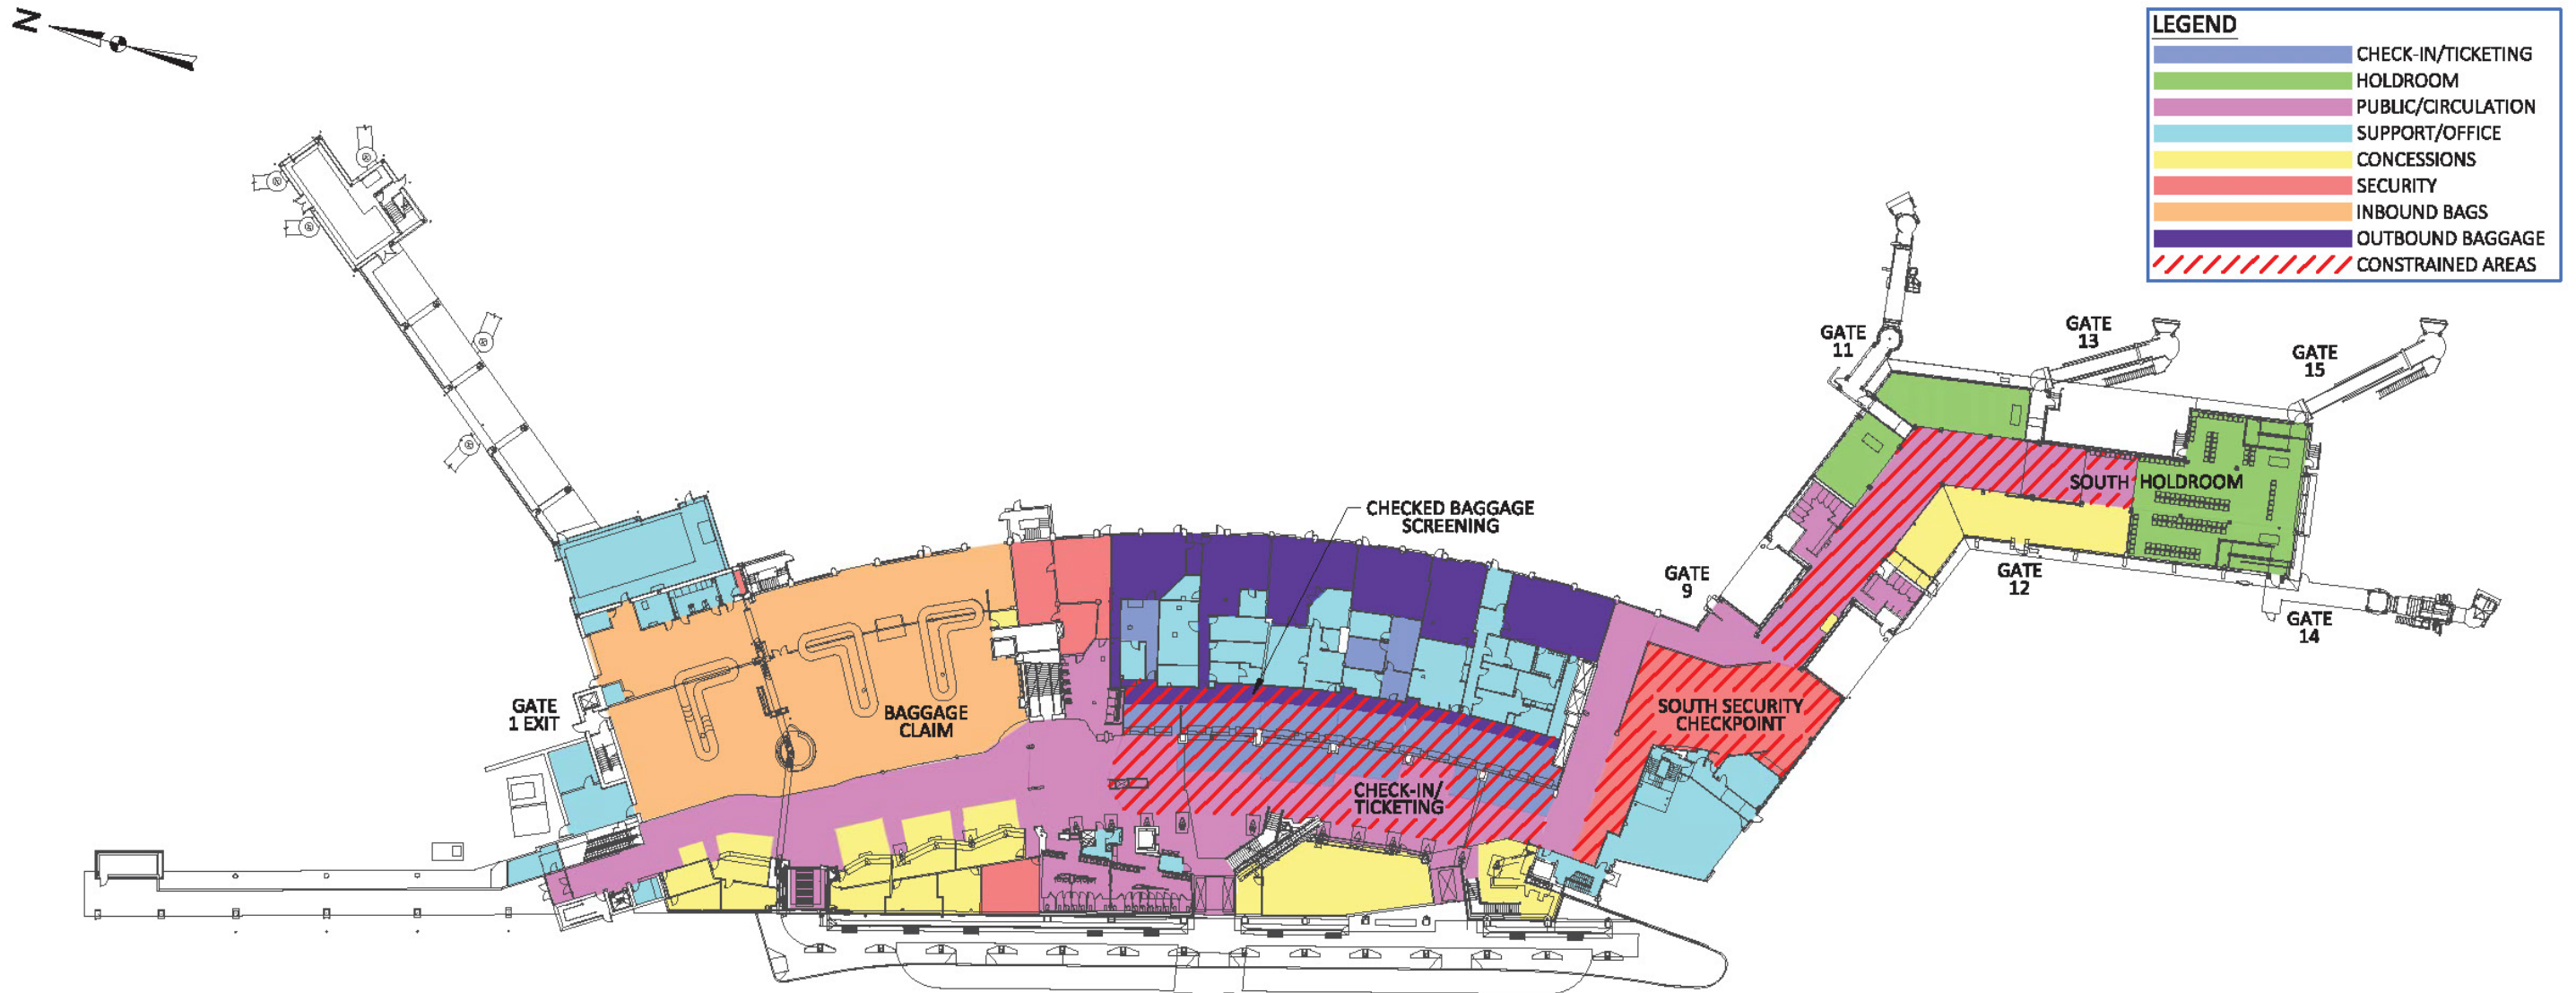 N
LEGEND
CHECK-IN/TICKETING
HOLDROOM
PUBLIC/CIRCULATION
SUPPORT/OFFICE
CONCESSIONS
SECURITY
INBOUND BAGS
OUTBOUND BAGGAGE
CONSTRAINED AREAS
GATE
11
GATE
13
GATE
15
SOUTH HOLDROOM
CHECKED BAGGAGE
SCREENING
GATE
9
GATE
12
GATE
14
GATE
1 EXIT
BAGGAGE
CLAIM
SOUTH SECURITY
CHECKPOINT
CHECK-IN/
TICKETING